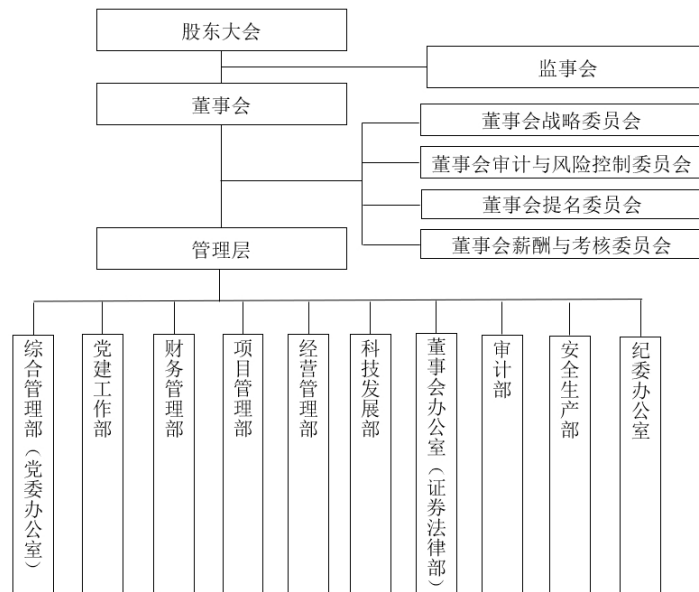 股东大会
监事会
董事会
董事会战略委员会
董事会审计与风险控制委员会
董事会提名委员会
管理层
董事会薪酬与考核委员会
综合管理部（党委办公室）
党建工作部
财务管理部
项目管理部
经营管理部
科技发展部
董事会办公室（证券法律部）
审计部
安全生产部
纪委办公室